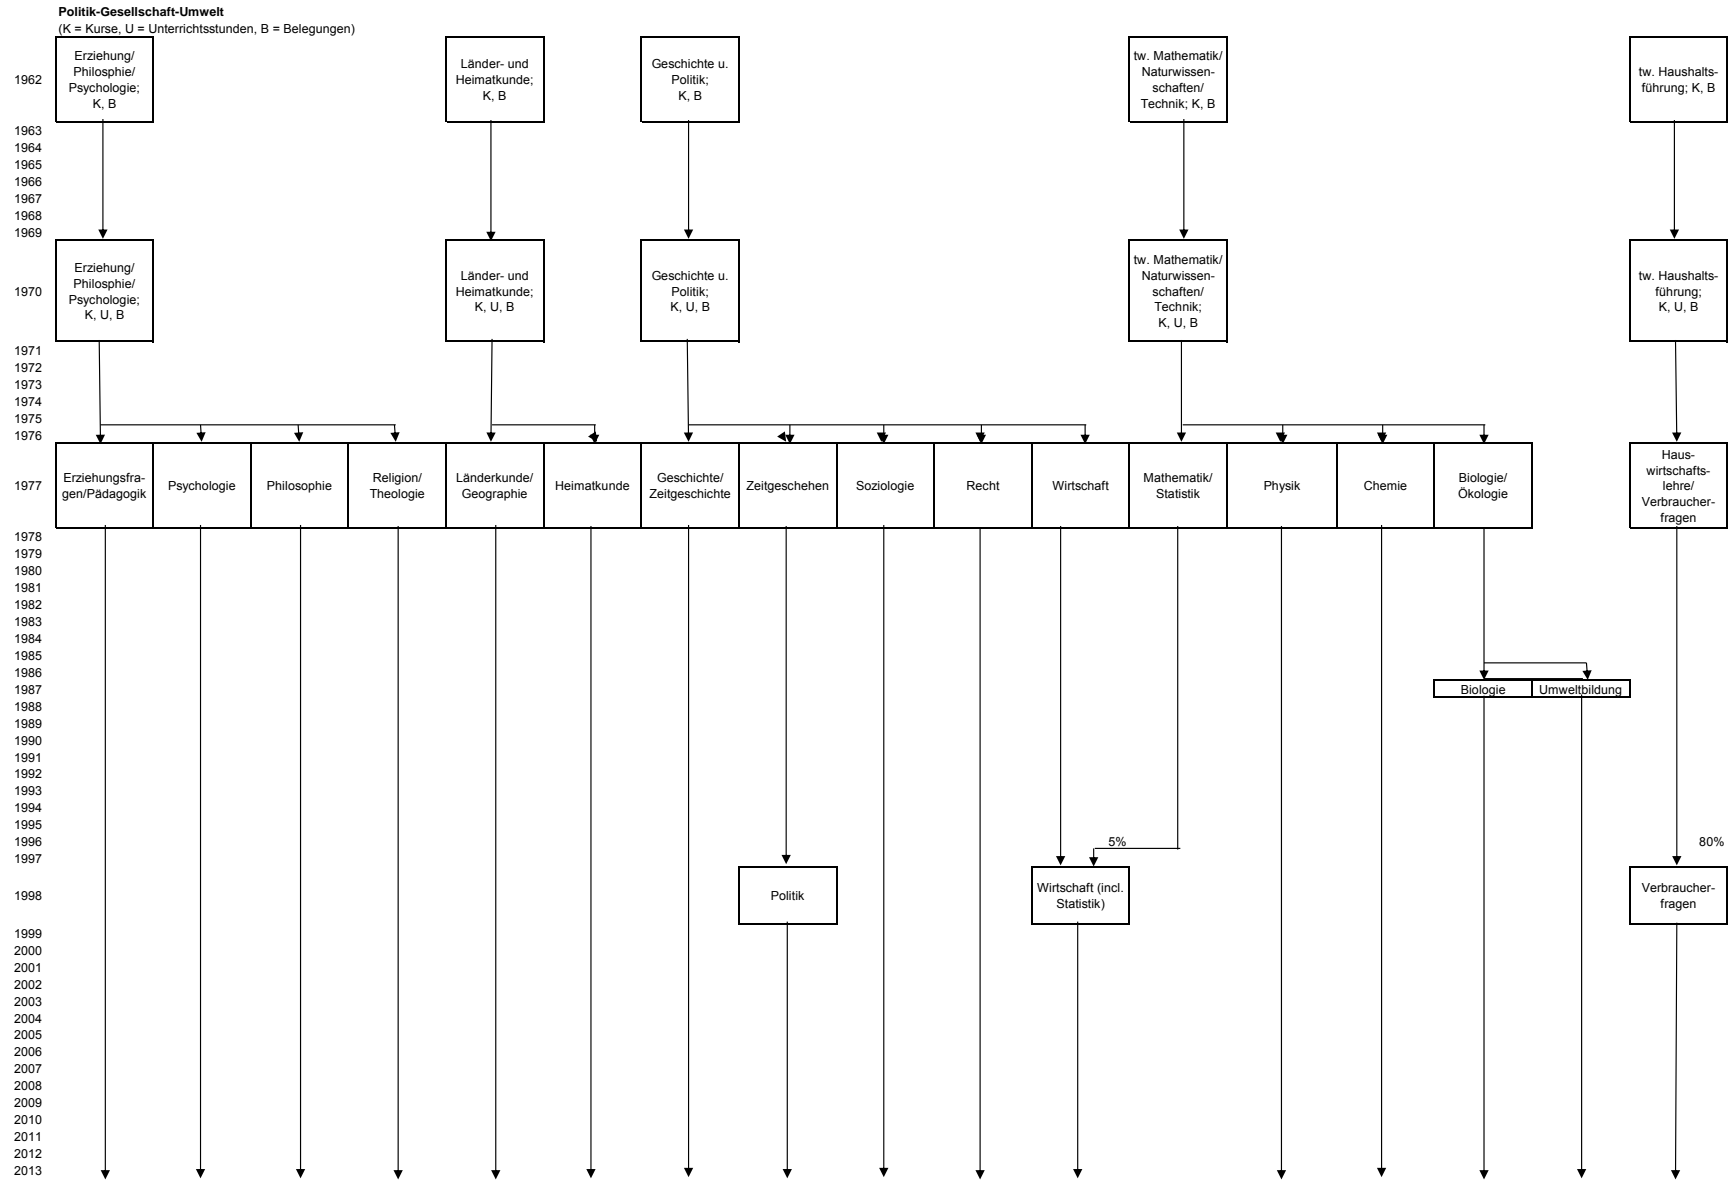 Politik-Gesellschaft-Umwelt
(K = Kurse, U = Unterrichtsstunden, B = Belegungen)
1962
Erziehung/
Philosphie/
Psychologie;
K, B
Länder- und
Heimatkunde;
K, B
Geschichte u.
Politik;
K, B
tw. Mathematik/
Naturwissen-
schaften/
Technik; K, B
tw. Haushalts-
führung; K, B
1963
1964
1965
1966
1967
1968
1969
1970
Erziehung/
Philosphie/
Psychologie;
K, U, B
Länder- und
Heimatkunde;
K, U, B
Geschichte u.
Politik;
K, U, B
tw. Mathematik/
Naturwissen-
schaften/
Technik;
K, U, B
tw. Haushalts-
führung;
K, U, B
1971
1972
1973
1974
1975
1976
1977
Erziehungsfra-
gen/Pädagogik
Psychologie
Philosophie
Religion/
Theologie
Länderkunde/
Geographie
Heimatkunde
Geschichte/
Zeitgeschichte
Zeitgeschehen
Soziologie
Recht
Wirtschaft
Mathematik/
Statistik
Physik
Chemie
Biologie/
Ökologie
Haus-
wirtschafts-
lehre/
Verbraucher-
fragen
1978
1979
1980
1981
1982
1983
1984
1985
1986
1987
Biologie
Umweltbildung
1988
1989
1990
1991
1992
1993
1994
1995
1996
5%
80%
1997
1998
Politik
Wirtschaft (incl.
Statistik)
Verbraucher-
fragen
1999
2000
2001
2002
2003
2004
2005
2006
2007
2008
2009
2010
2011
2012
2013